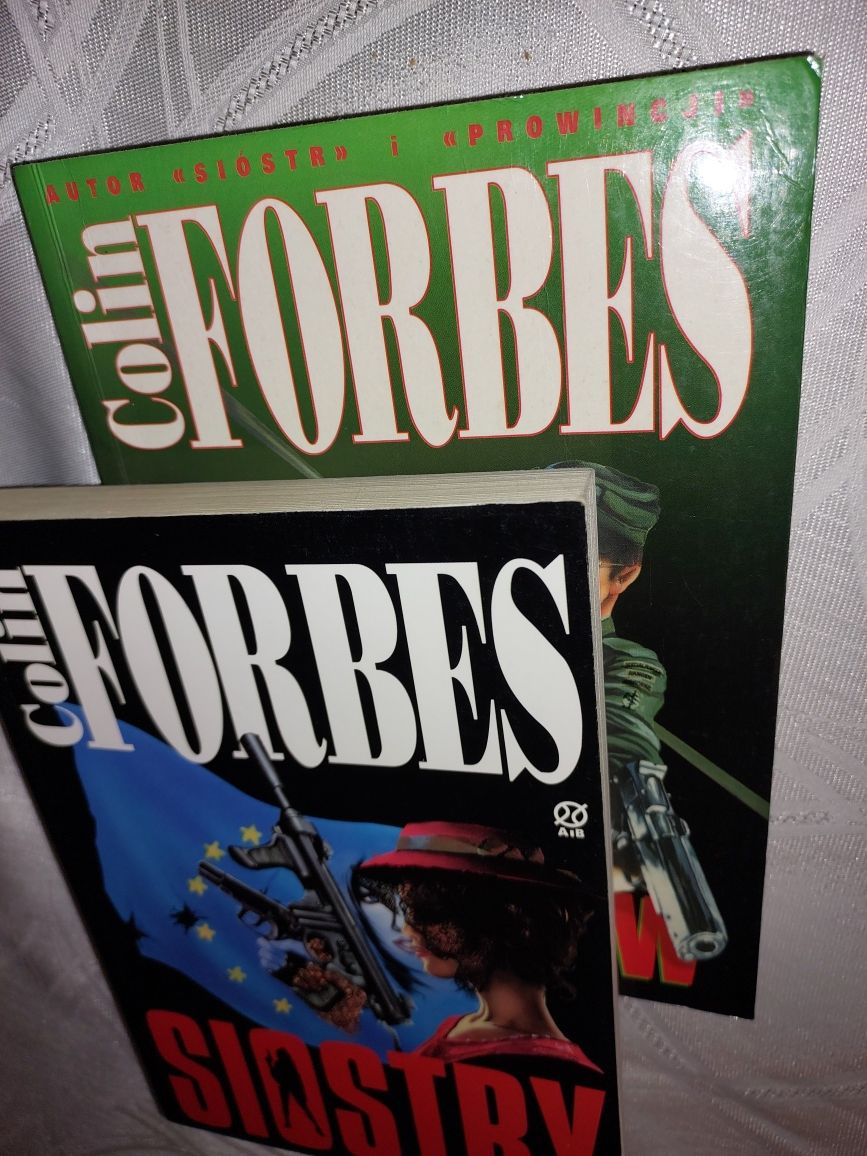 AUTOR «SIÓSTR» i «PROWINCJI»
Colin
FORBES
W
Colin
FORBES
AiB
SIOSTRY